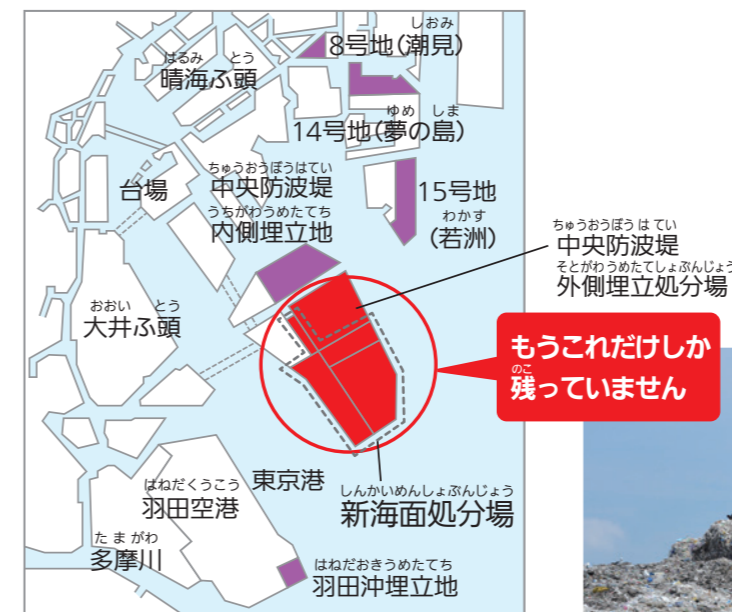 しおみ
8号地(潮見)
はるみ とう
晴海ふ頭
ゆめ しま
14号地(夢の島)
ちゅうおうぼうはてい
台場 中央防波堤
うちがわうめたてち
内側埋立地
15号地
わかす
(若洲)
ちゅうおうぼうはてい
中央防波堤
そとがわうめたてしょぶんじょう
外側埋立処分場
おおい とう
大井ふ頭
もうこれだけしか
のこ
残っていません
はねだくうこう
羽田空港
東京港
しんかいめんしょぶんじょう
新海面処分場
たまがわ
多摩川
はねだおきうめたてち
羽田沖埋立地